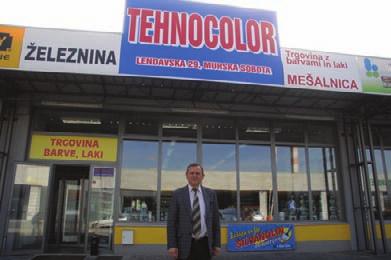 ŽELEZNINA
TEHNOCOLOR
LENDAVSKA 29, MURSKA SOBOTA
Trgovina z
barvami in laki
MEŠALNICA
TRGOVINA
BARVE, LAKI